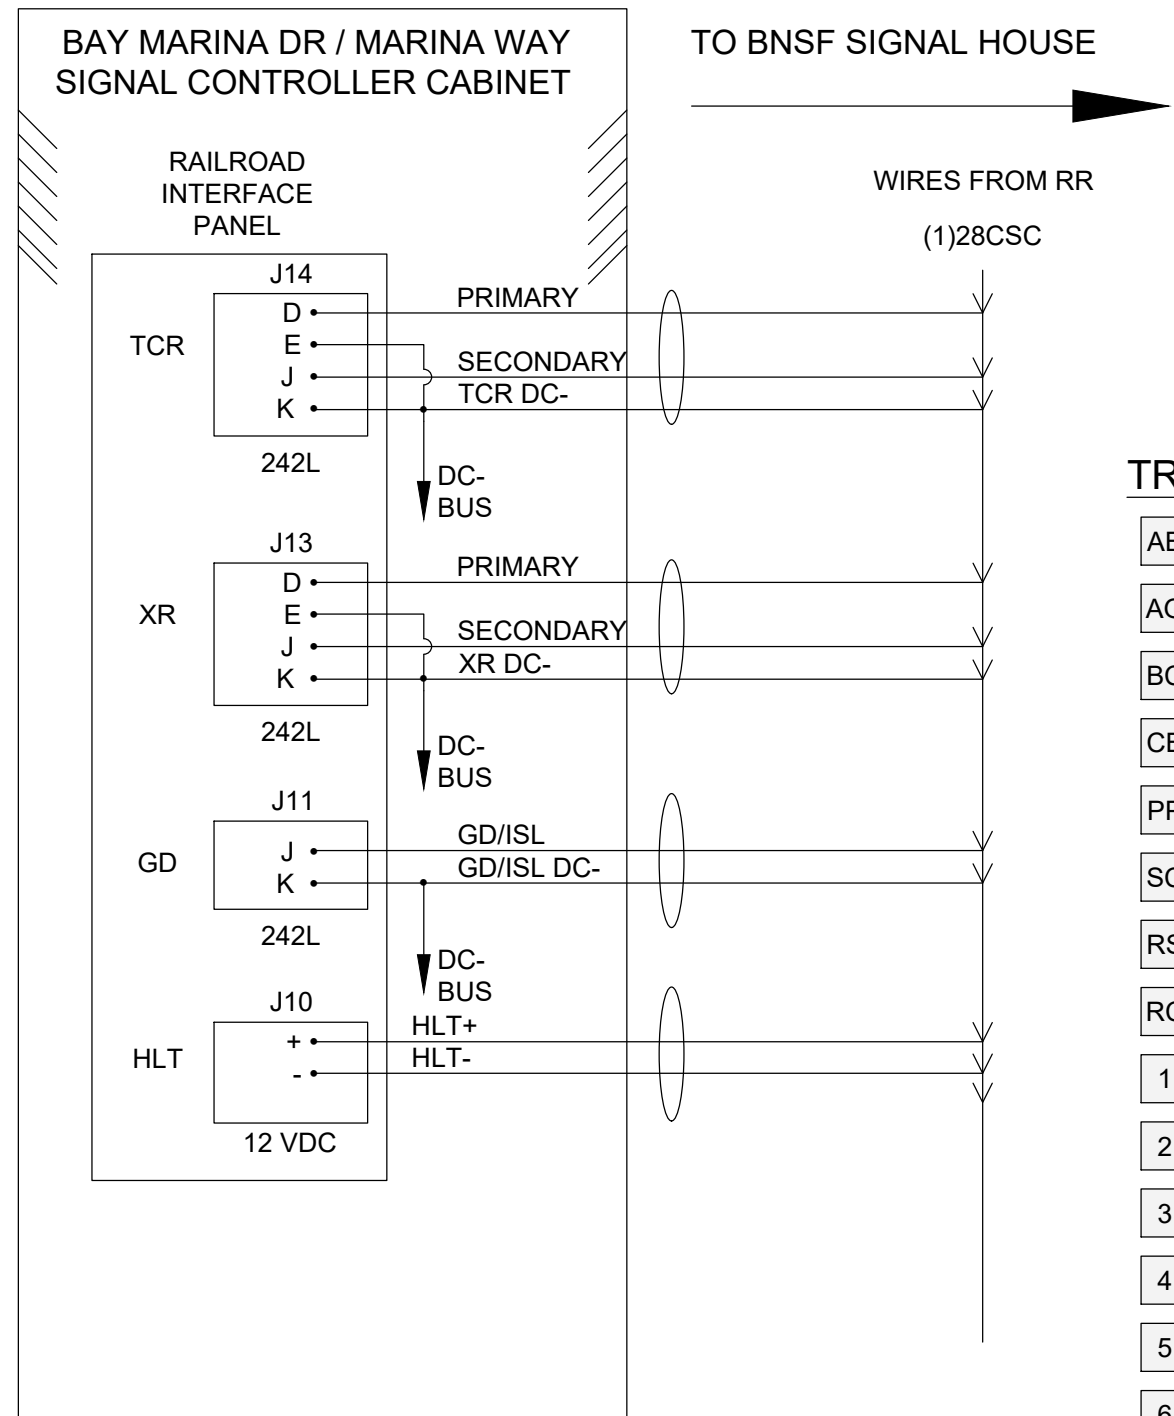 BAY MARINA DR / MARINA WAY
SIGNAL CONTROLLER CABINET
TO BNSF SIGNAL HOUSE
RAILROAD
INTERFACE
PANEL
WIRES FROM RR
(1)28CSC
J14
TCR
D
E
J
K
242L
PRIMARY
SECONDARY
TCR DC-
DC-
BUS
J13
XR
D
E
J
K
242L
PRIMARY
SECONDARY
XR DC-
DC-
BUS
J11
GD
J
K
242L
GD/ISL
GD/ISL DC-
DC-
BUS
J10
HLT
+
-
12 VDC
HLT+
HLT-
1
2
3
4
5
6